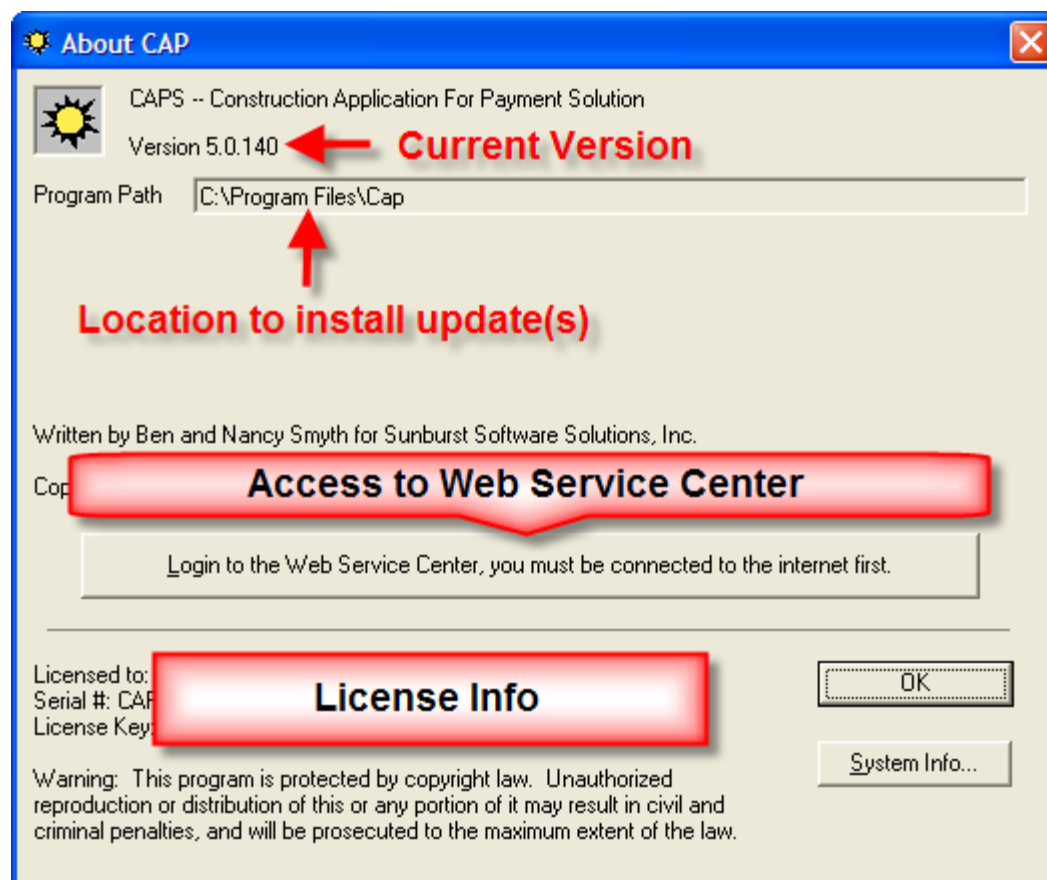 About CAP
CAPS -- Construction Application For Payment Solution
Version 5.0.140
Current Version
Program Path C:\Program Files\Cap
Location to install update(s)
Written by Ben and Nancy Smyth for Sunburst Software Solutions, Inc.
Access to Web Service Center
Login to the Web Service Center, you must be connected to the internet first.
Licensed to:
Serial #:
License Key:
License Info
OK
System Info...
Warning: This program is protected by copyright law. Unauthorized
reproduction or distribution of this or any portion of it may result in civil and
criminal penalties, and will be prosecuted to the maximum extent of the law.